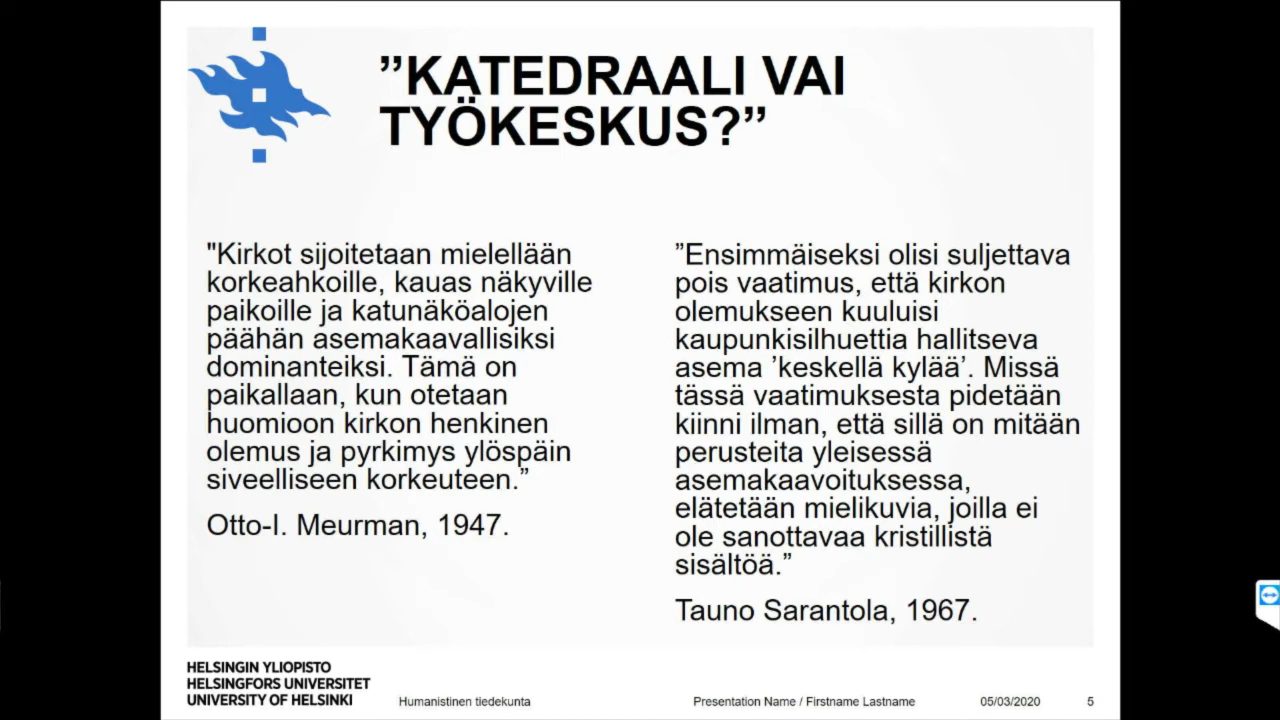 ”KATEDRAALI VAI
TYÖKESKUS?”
"Kirkot sijoitetaan mielellään
korkeahkoille, kauas näkyville
paikoille ja katunäköalojen
päähän asemakaavallisiksi
dominanteiksi. Tämä on
paikallaan, kun otetaan
huomioon kirkon henkinen
olemus ja pyrkimys ylöspäin
siveelliseen korkeuteen.”
Otto-I. Meurman, 1947.
”Ensimmäiseksi olisi suljettava
pois vaatimus, että kirkon
olemukseen kuuluisi
kaupunkisilhuettia hallitseva
asema ’keskellä kylää’. Missä
tässä vaatimuksesta pidetään
kiinni ilman, että sillä on mitään
perusteita yleisessä
asemakaavoituksessa,
elätetään mielikuvia, joilla ei
ole sanottavaa kristillistä
sisältöä.”
Tauno Sarantola, 1967.
HELSINGIN YLIOPISTO
HELSINGFORS UNIVERSITET
UNIVERSITY OF HELSINKI
Humanistinen tiedekunta
Presentation Name / Firstname Lastname
05/03/2020
5